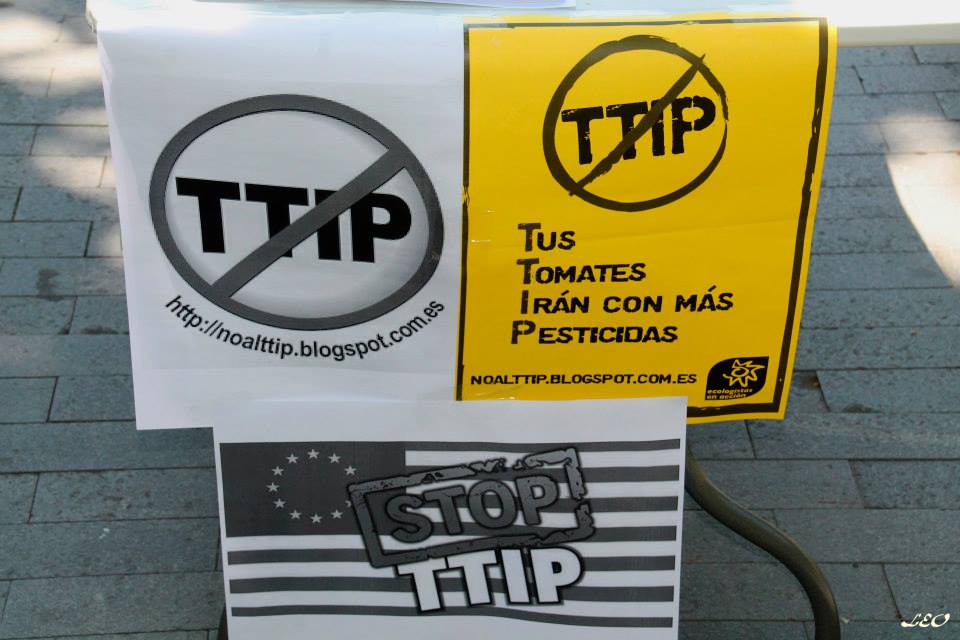 TTIP
http://noalttip.blogspot.com.es
TTIP
TUS
TOMATES
IRÁN CON MÁS
PESTICIDAS
NOALTTIP.BLOGSPOT.COM.ES
ecologistas
en acción
STOP
TTIP
LEO